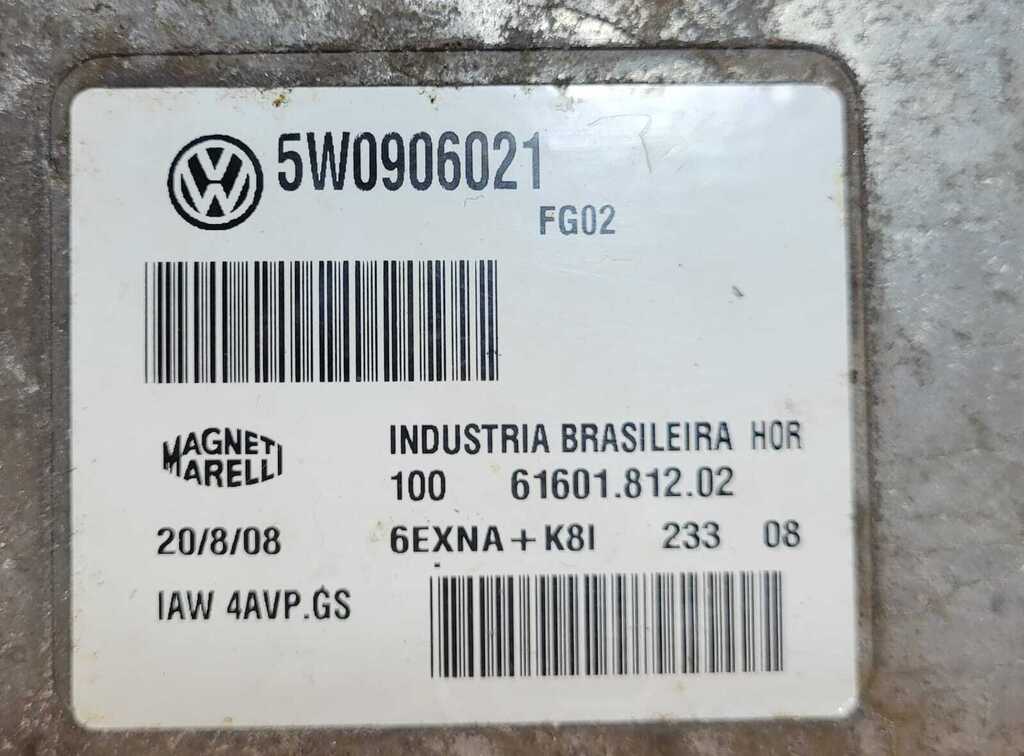 5W0906021
FG02
MAGNETI MARELLI
INDUSTRIA BRASILEIRA HOR
100 61601.812.02
20/8/08 6EXNA+K8I 233 08
IAW 4AVP.GS